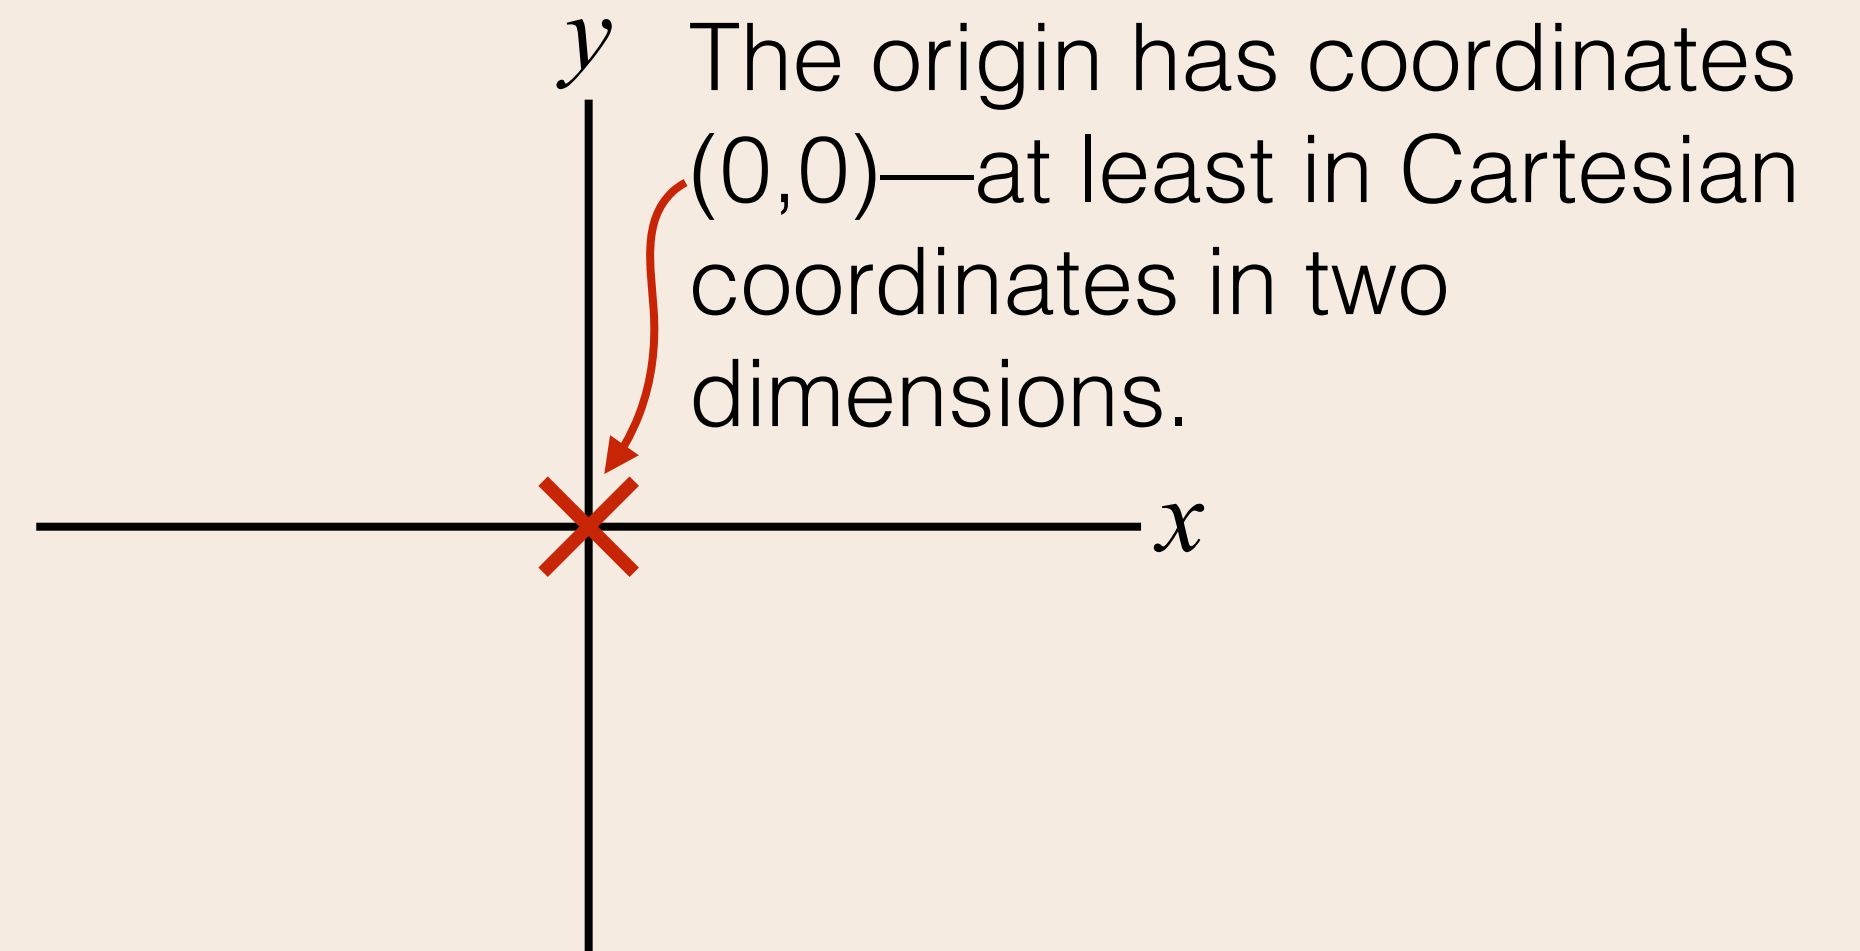 y
The origin has coordinates
(0,0)—at least in Cartesian
coordinates in two
dimensions.
x